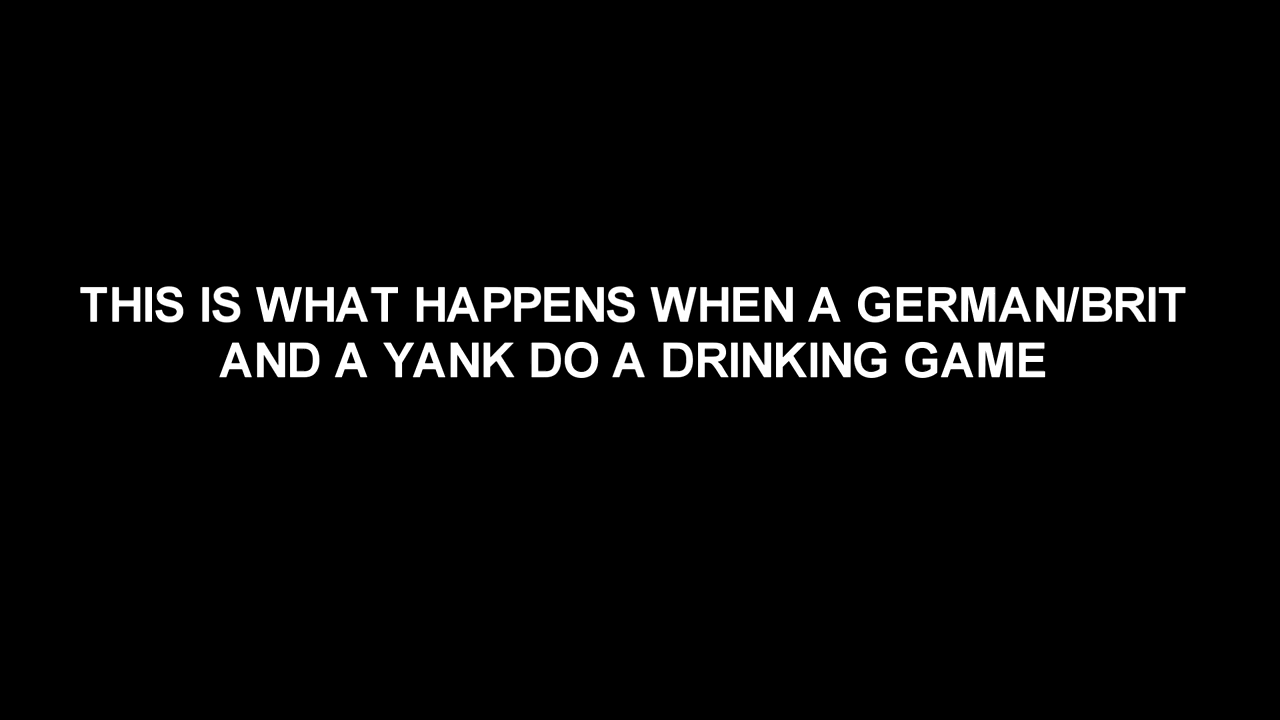 THIS IS WHAT HAPPENS WHEN A GERMAN/BRIT
AND A YANK DO A DRINKING GAME